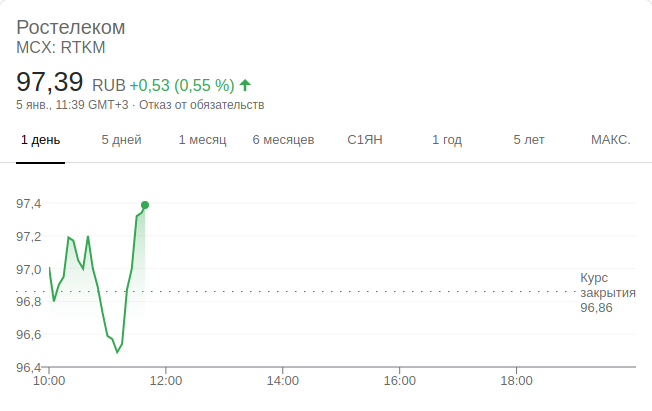 Ростелеком
MCX: RTKM
97,39 RUB +0,53 (0,55 %)
5 янв., 11:39 GMT+3 · Отказ от обязательств
1 день 5 дней 1 месяц 6 месяцев С1ЯН 1 год 5 лет МАКС.
97,4
97,2
97,0
96,8
96,6
96,4
Курс
закрытия
96,86
10:00 12:00 14:00 16:00 18:00